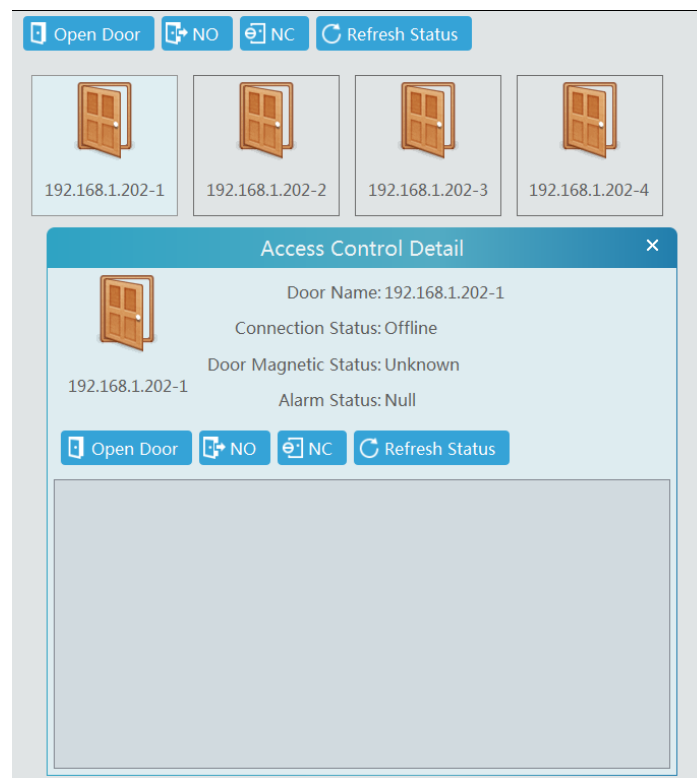 Open Door NO NC Refresh Status
192.168.1.202-1 192.168.1.202-2 192.168.1.202-3 192.168.1.202-4
Access Control Detail
Door Name: 192.168.1.202-1
Connection Status: Offline
Door Magnetic Status: Unknown
192.168.1.202-1
Alarm Status: Null
Open Door NO NC Refresh Status